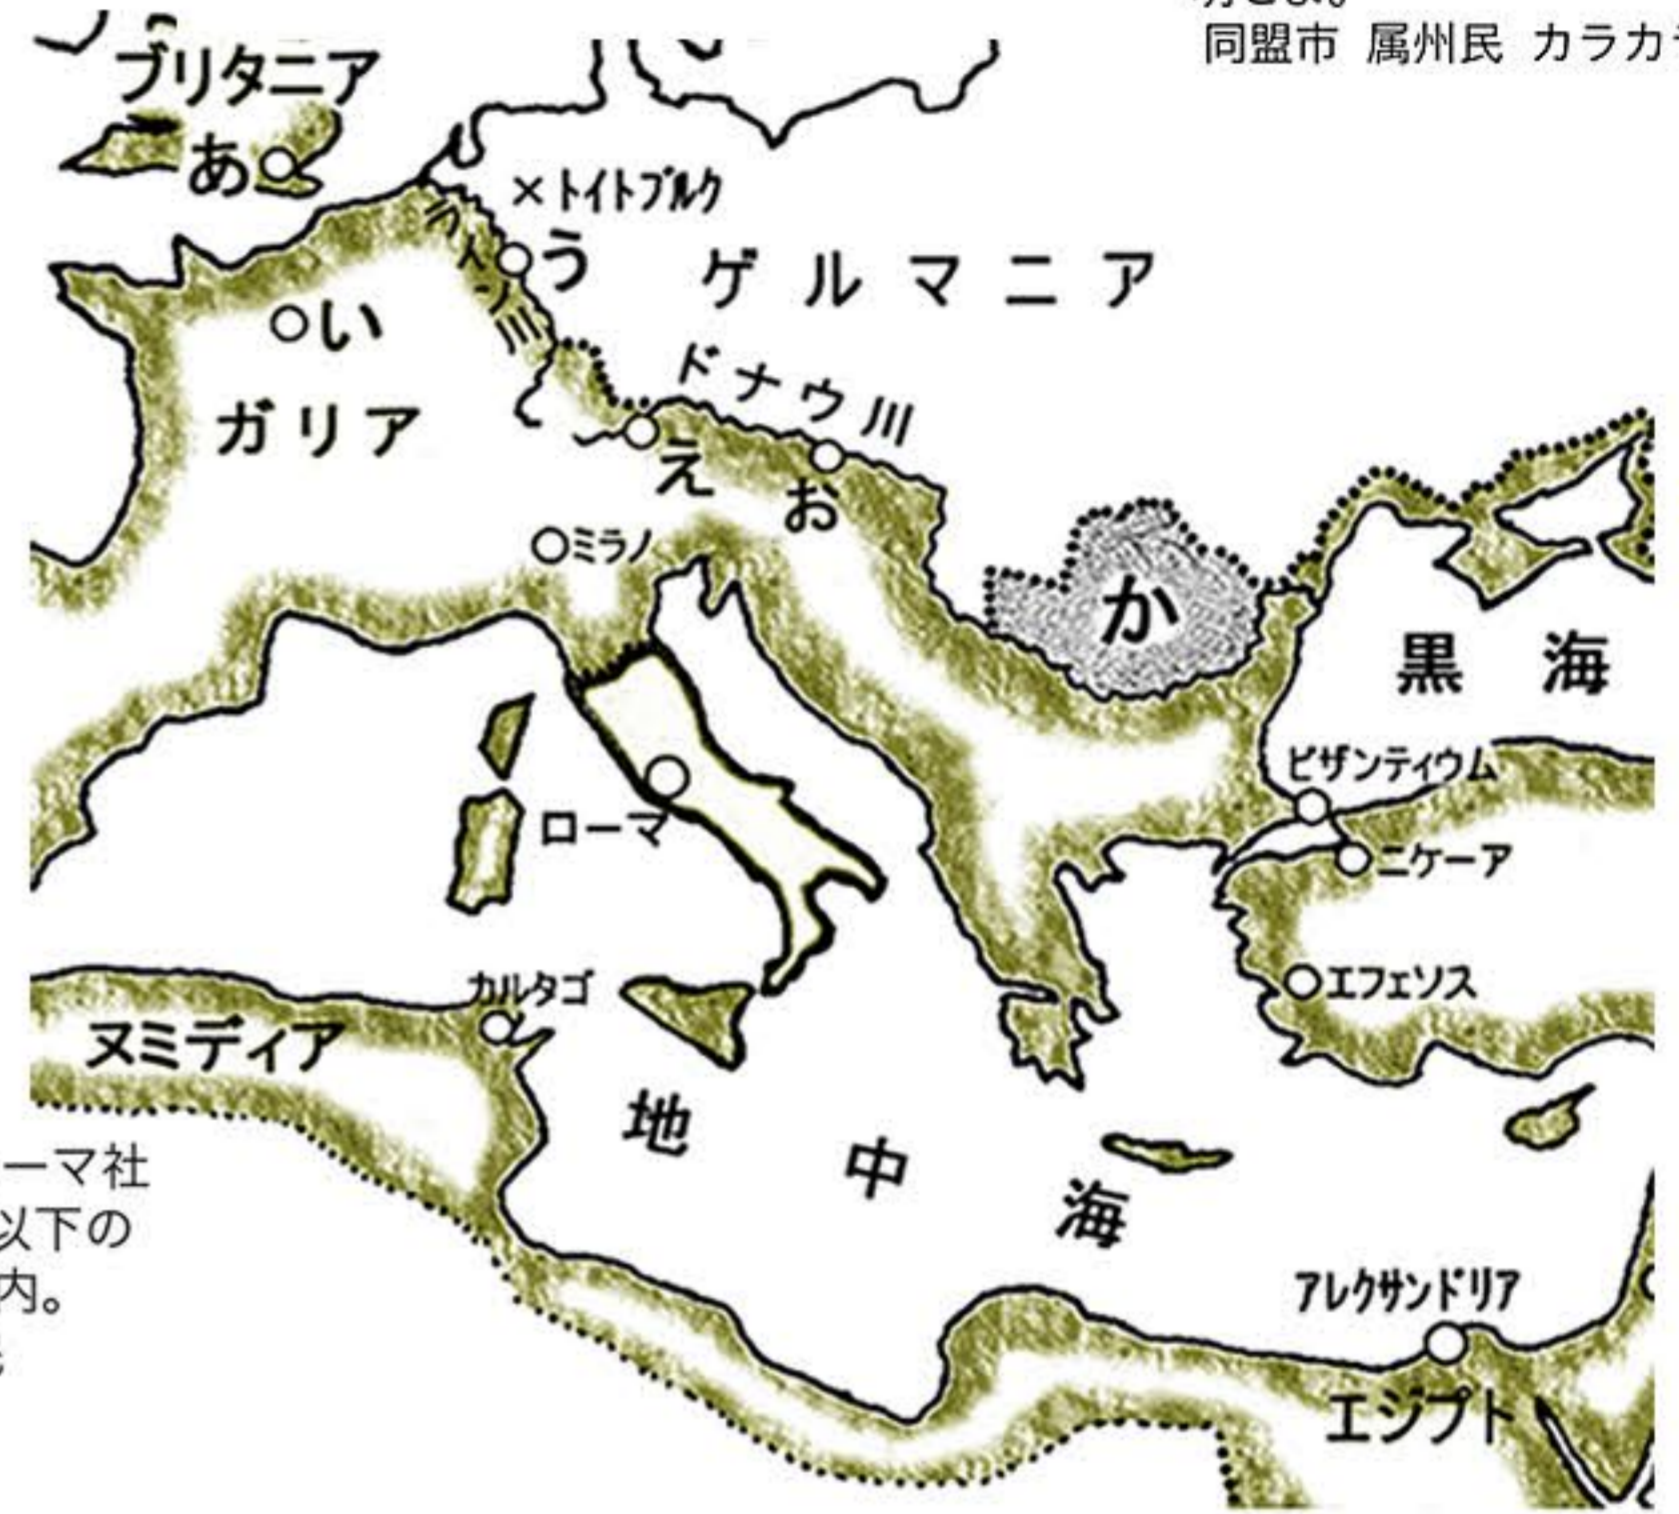 同盟市 属州民 カラカラ
ブリタニア
あ
×トイトブルク
ライン川
う
ゲルマニア
い
ガリア
ドナウ川
え
お
ミラノ
か
黒海
ビザンティウム
ローマ
ニケーア
カルタゴ
エフェソス
ヌミディア
地中海
ーマ社
以下の
内。
アレクサンドリア
エジプト